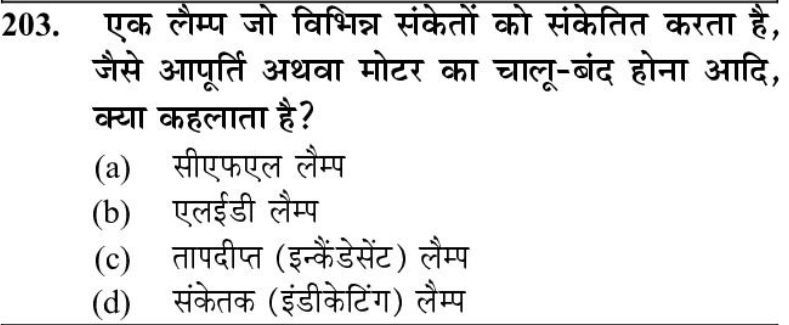 203. एक लैम्प जो विभिन्न संकेतों को संकेतित करता है,
जैसे आपूर्ति अथवा मोटर का चालू-बंद होना आदि,
क्या कहलाता है?
(a) सीएफएल लैम्प
(b) एलईडी लैम्प
(c) तापदीप्त (इन्कैंडेसेंट) लैम्प
(d) संकेतक (इंडीकेटिंग) लैम्प